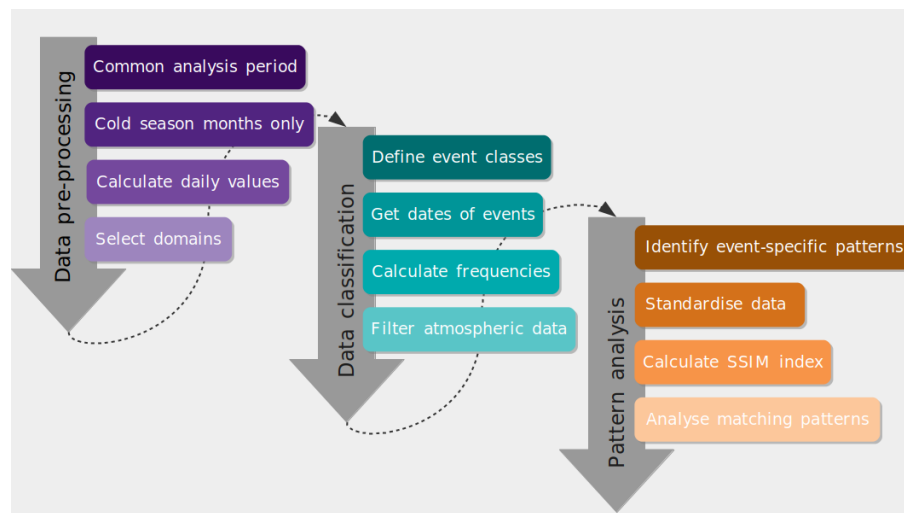 Data pre-processing
Common analysis period
Cold season months only
Calculate daily values
Select domains
Data classification
Define event classes
Get dates of events
Calculate frequencies
Filter atmospheric data
Pattern analysis
Identify event-specific patterns
Standardise data
Calculate SSIM index
Analyse matching patterns